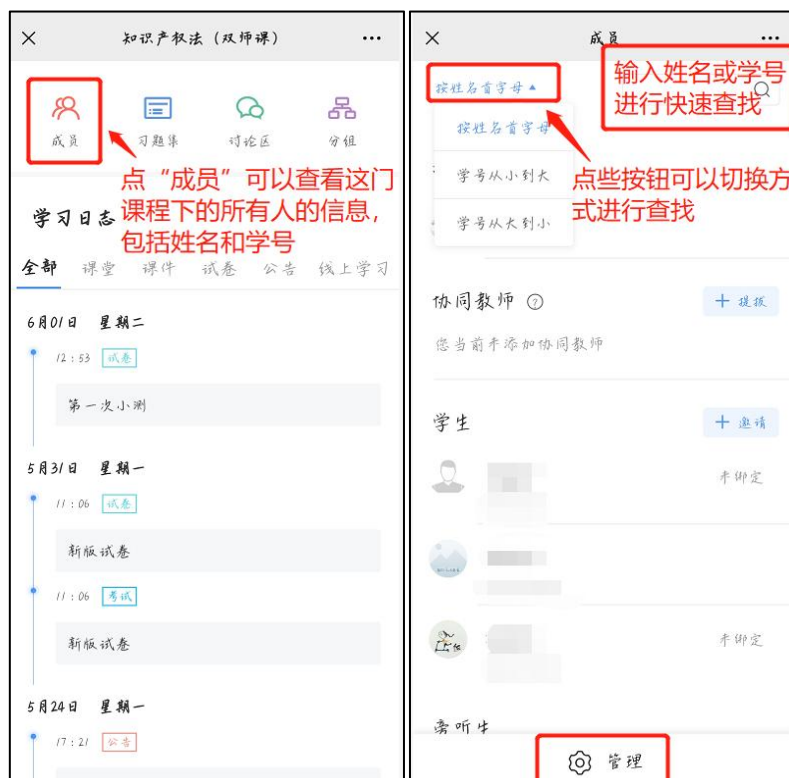 知识产权法（双师课）
成员
习题集
讨论区
分组
点“成员”可以查看这门
课程下的所有人的信息，
包括姓名和学号
学习日志
全部 课堂 课件 试卷 公告 线上学习
6月01日 星期二
12:53 试卷
第一次小测
5月31日 星期一
11:06 试卷
新版试卷
11:06 考试
新版试卷
5月24日 星期一
17:21 公告
成员
按姓名首字母
输入姓名或学号
进行快速查找
按姓名首字母
学号从小到大
学号从大到小
点些按钮可以切换方
式进行查找
协同教师
+ 提拔
您当前未添加协同教师
学生
+ 邀请
未绑定
未绑定
旁听生
管理